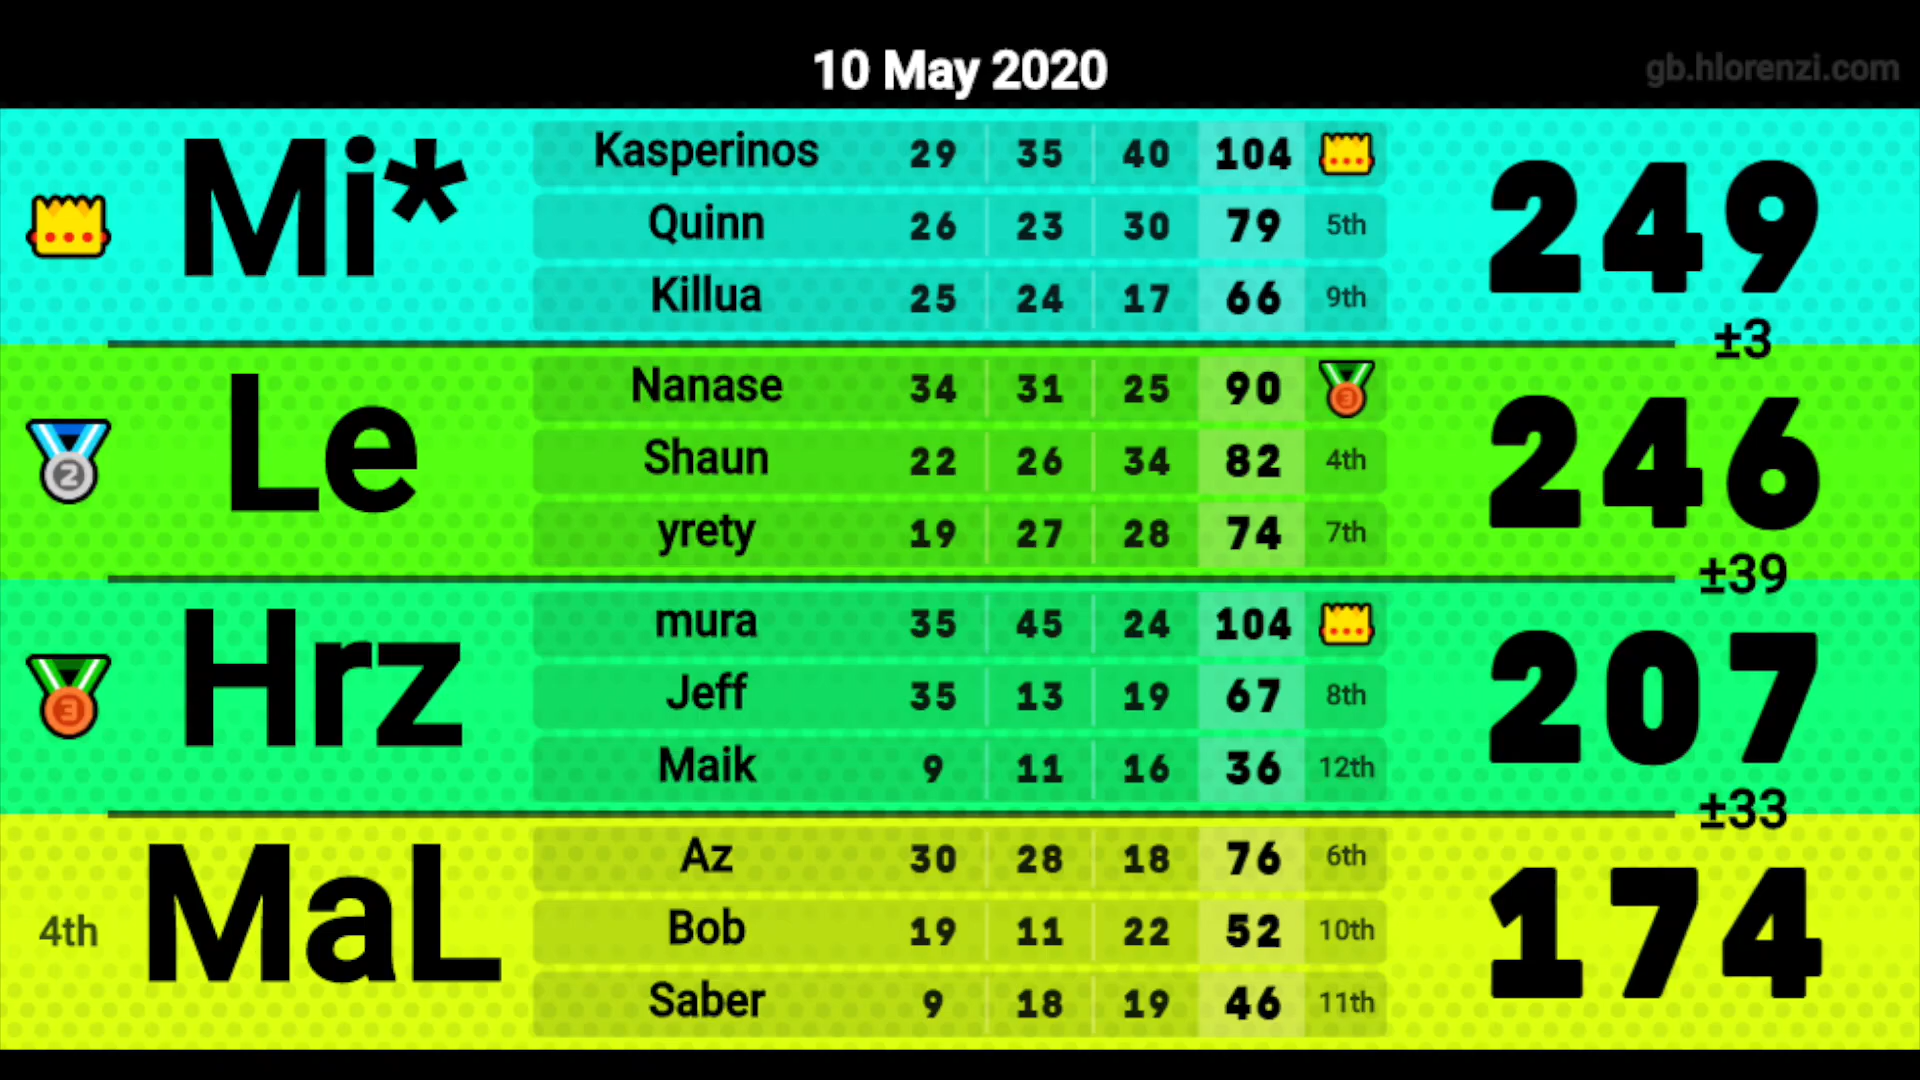 10 May 2020
gb.hlorenzi.com
Mi*
Kasperinos 29 35 40 104
Quinn 26 23 30 79 5th
Killua 25 24 17 66 9th
249
±3
2
Le
Nanase 34 31 25 90 3
Shaun 22 26 34 82 4th
yrety 19 27 28 74 7th
246
±39
3
Hrz
mura 35 45 24 104
Jeff 35 13 19 67 8th
Maik 9 11 16 36 12th
207
±33
4th
MaL
Az 30 28 18 76 6th
Bob 19 11 22 52 10th
Saber 9 18 19 46 11th
174